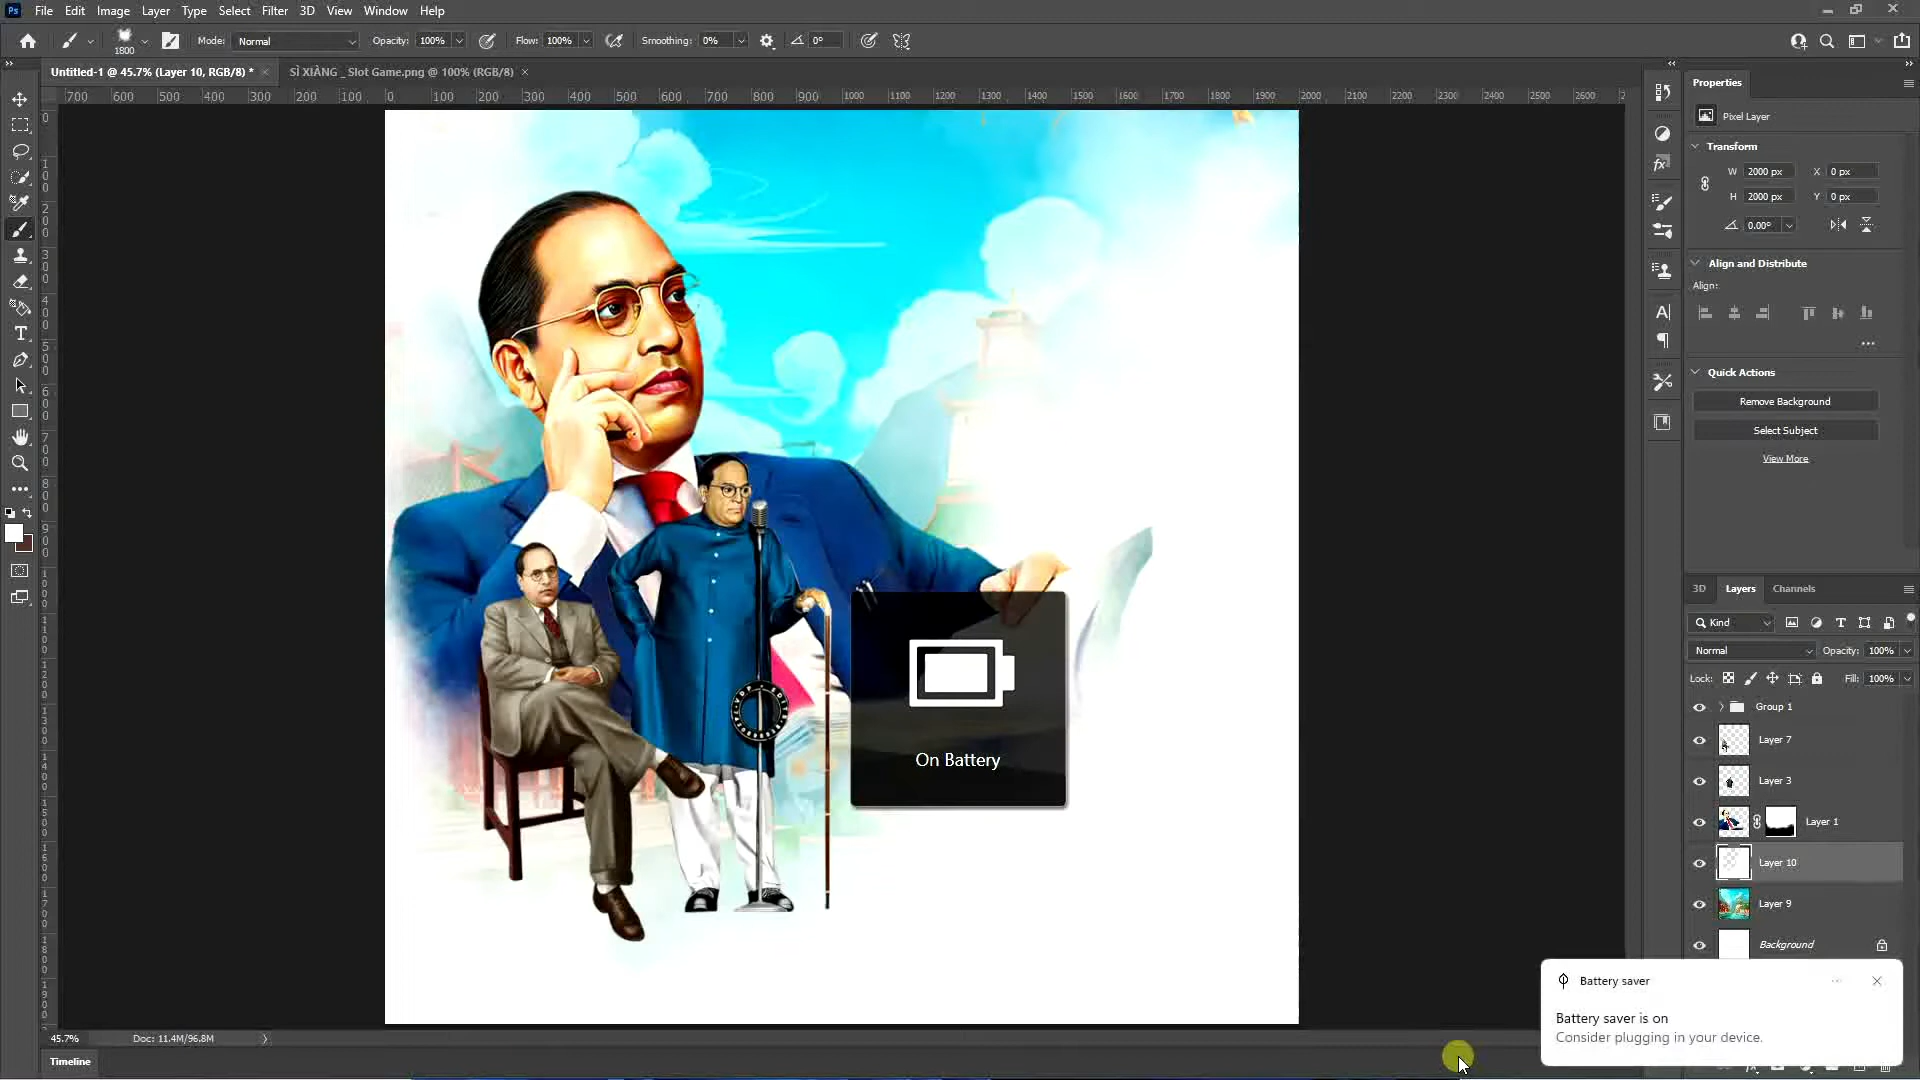 Ps File Edit Image Layer Type Select Filter 3D View Window Help
1800 Mode: Normal Opacity: 100% Flow: 100% Smoothing: 0% 0°
Untitled-1 @ 45.7% (Layer 10, RGB/8) * SÌ XIÀNG _ Slot Game.png @ 100% (RGB/8)
700 600 500 400 300 200 100 0 100 200 300 400 500 600 700 800 900 1000 1100 1200 1300 1400 1500 1600 1700 1800 1900 2000 2100 2200 2300 2400 2500 2600
Properties
Pixel Layer
Transform
W 2000 px X 0 px
H 2000 px Y 0 px
0.00°
Align and Distribute
Align:
Quick Actions
Remove Background
Select Subject
View More
3D Layers Channels
Kind
Normal Opacity: 100%
Lock: Fill: 100%
Group 1
Layer 7
Layer 3
Layer 1
Layer 10
Layer 9
Background
On Battery
Battery saver
Battery saver is on
Consider plugging in your device.
45.7% Doc: 11.4M/96.8M
Timeline